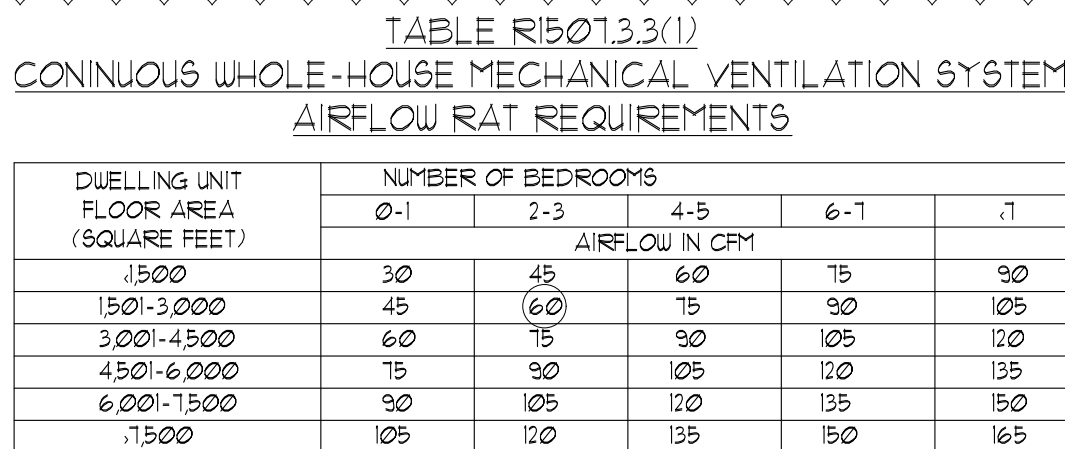 TABLE R1507.3.3(1)
CONINUOUS WHOLE-HOUSE MECHANICAL VENTILATION SYSTEM
AIRFLOW RAT REQUIREMENTS
DWELLING UNIT
FLOOR AREA
(SQUARE FEET)
NUMBER OF BEDROOMS
0-1 2-3 4-5 6-7 <7
AIRFLOW IN CFM
<1,500 30 45 60 75 90
1,501-3,000 45 60 75 90 105
3,001-4,500 60 75 90 105 120
4,501-6,000 75 90 105 120 135
6,001-7,500 90 105 120 135 150
>7,500 105 120 135 150 165